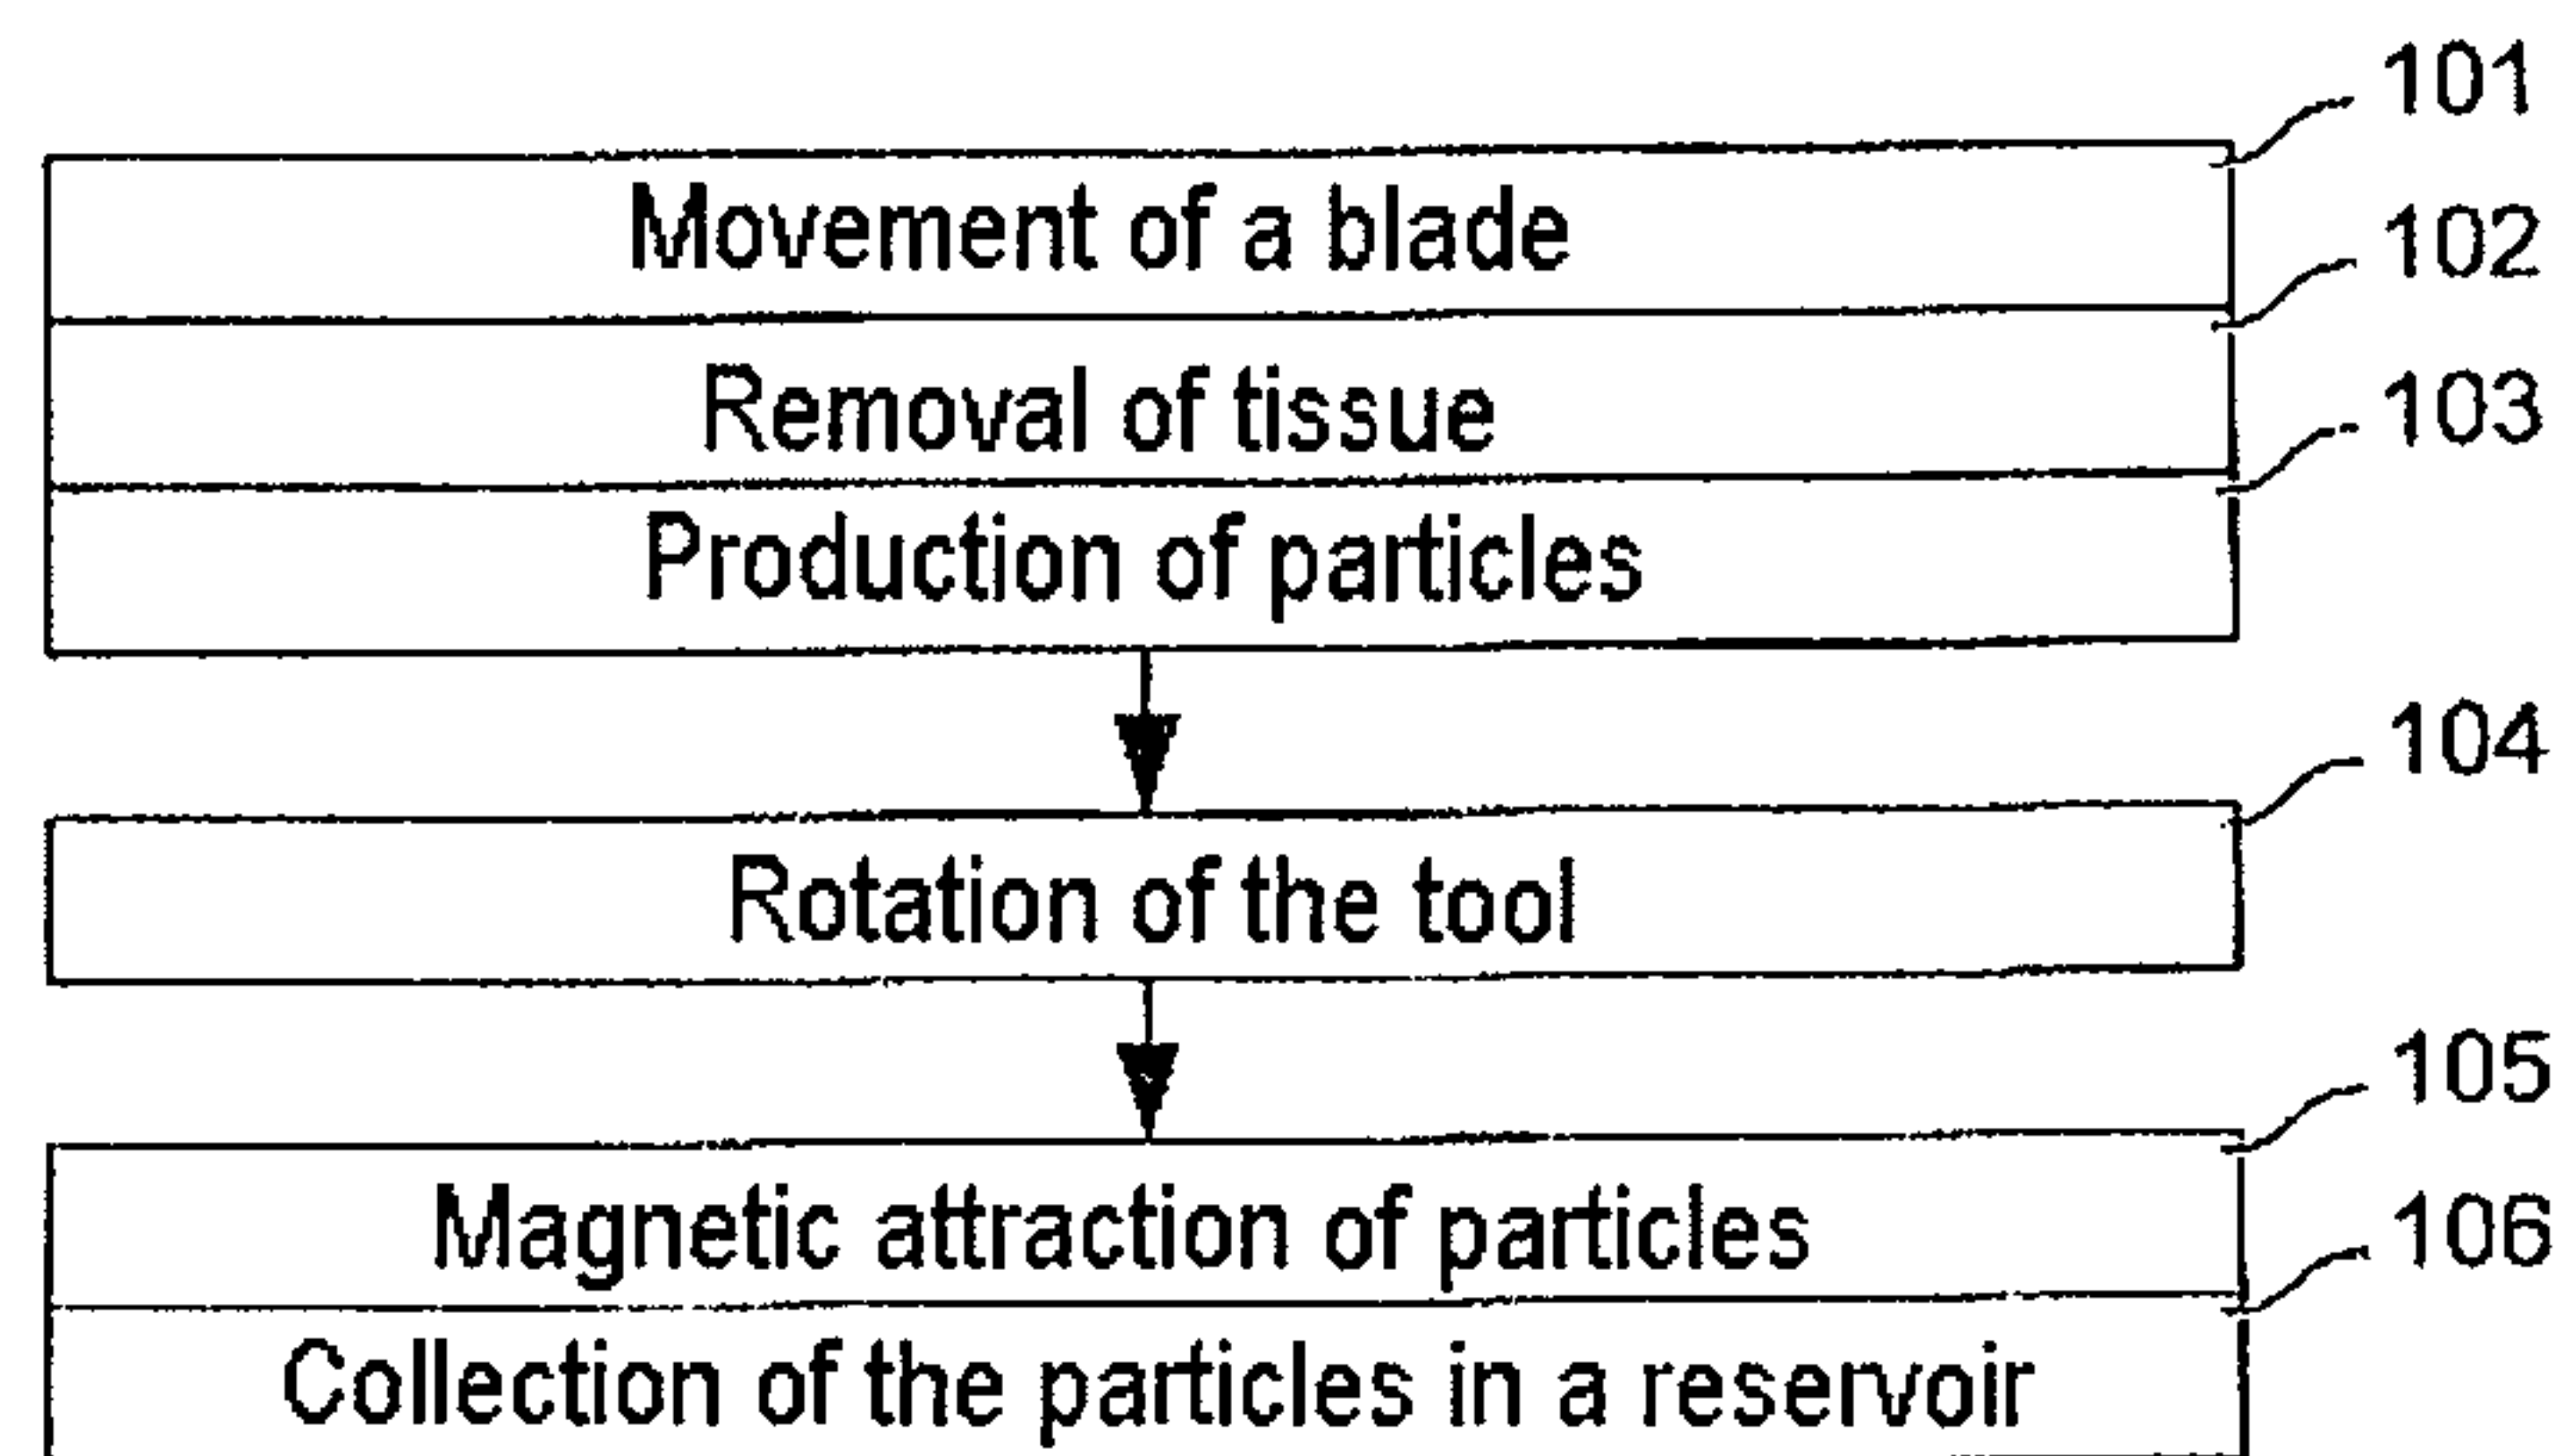 101
Movement of a blade
102
Removal of tissue
103
Production of particles
104
Rotation of the tool
105
Magnetic attraction of particles
106
Collection of the particles in a reservoir